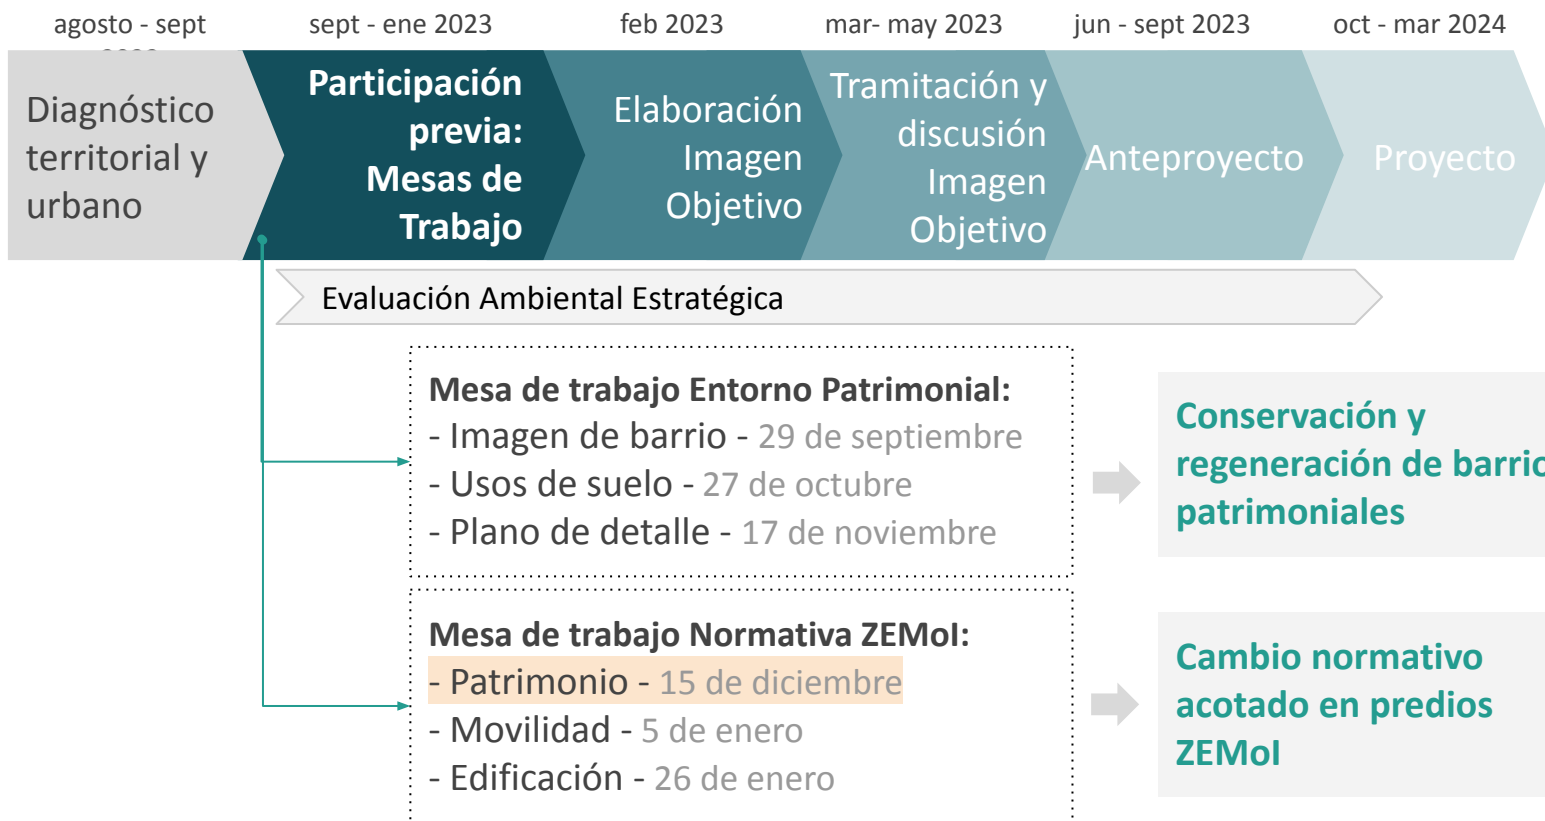 agosto - sept
sept - ene 2023
feb 2023
mar- may 2023
jun - sept 2023
oct - mar 2024
Diagnóstico
territorial y
urbano
Participación
previa:
Mesas de
Trabajo
Elaboración
Imagen
Objetivo
Tramitación y
discusión
Imagen
Objetivo
Anteproyecto
Proyecto
Evaluación Ambiental Estratégica
Mesa de trabajo Entorno Patrimonial:
- Imagen de barrio - 29 de septiembre
- Usos de suelo - 27 de octubre
- Plano de detalle - 17 de noviembre
Conservación y
regeneración de barrio
patrimoniales
Mesa de trabajo Normativa ZEMoI:
- Patrimonio - 15 de diciembre
- Movilidad - 5 de enero
- Edificación - 26 de enero
Cambio normativo
acotado en predios
ZEMoI